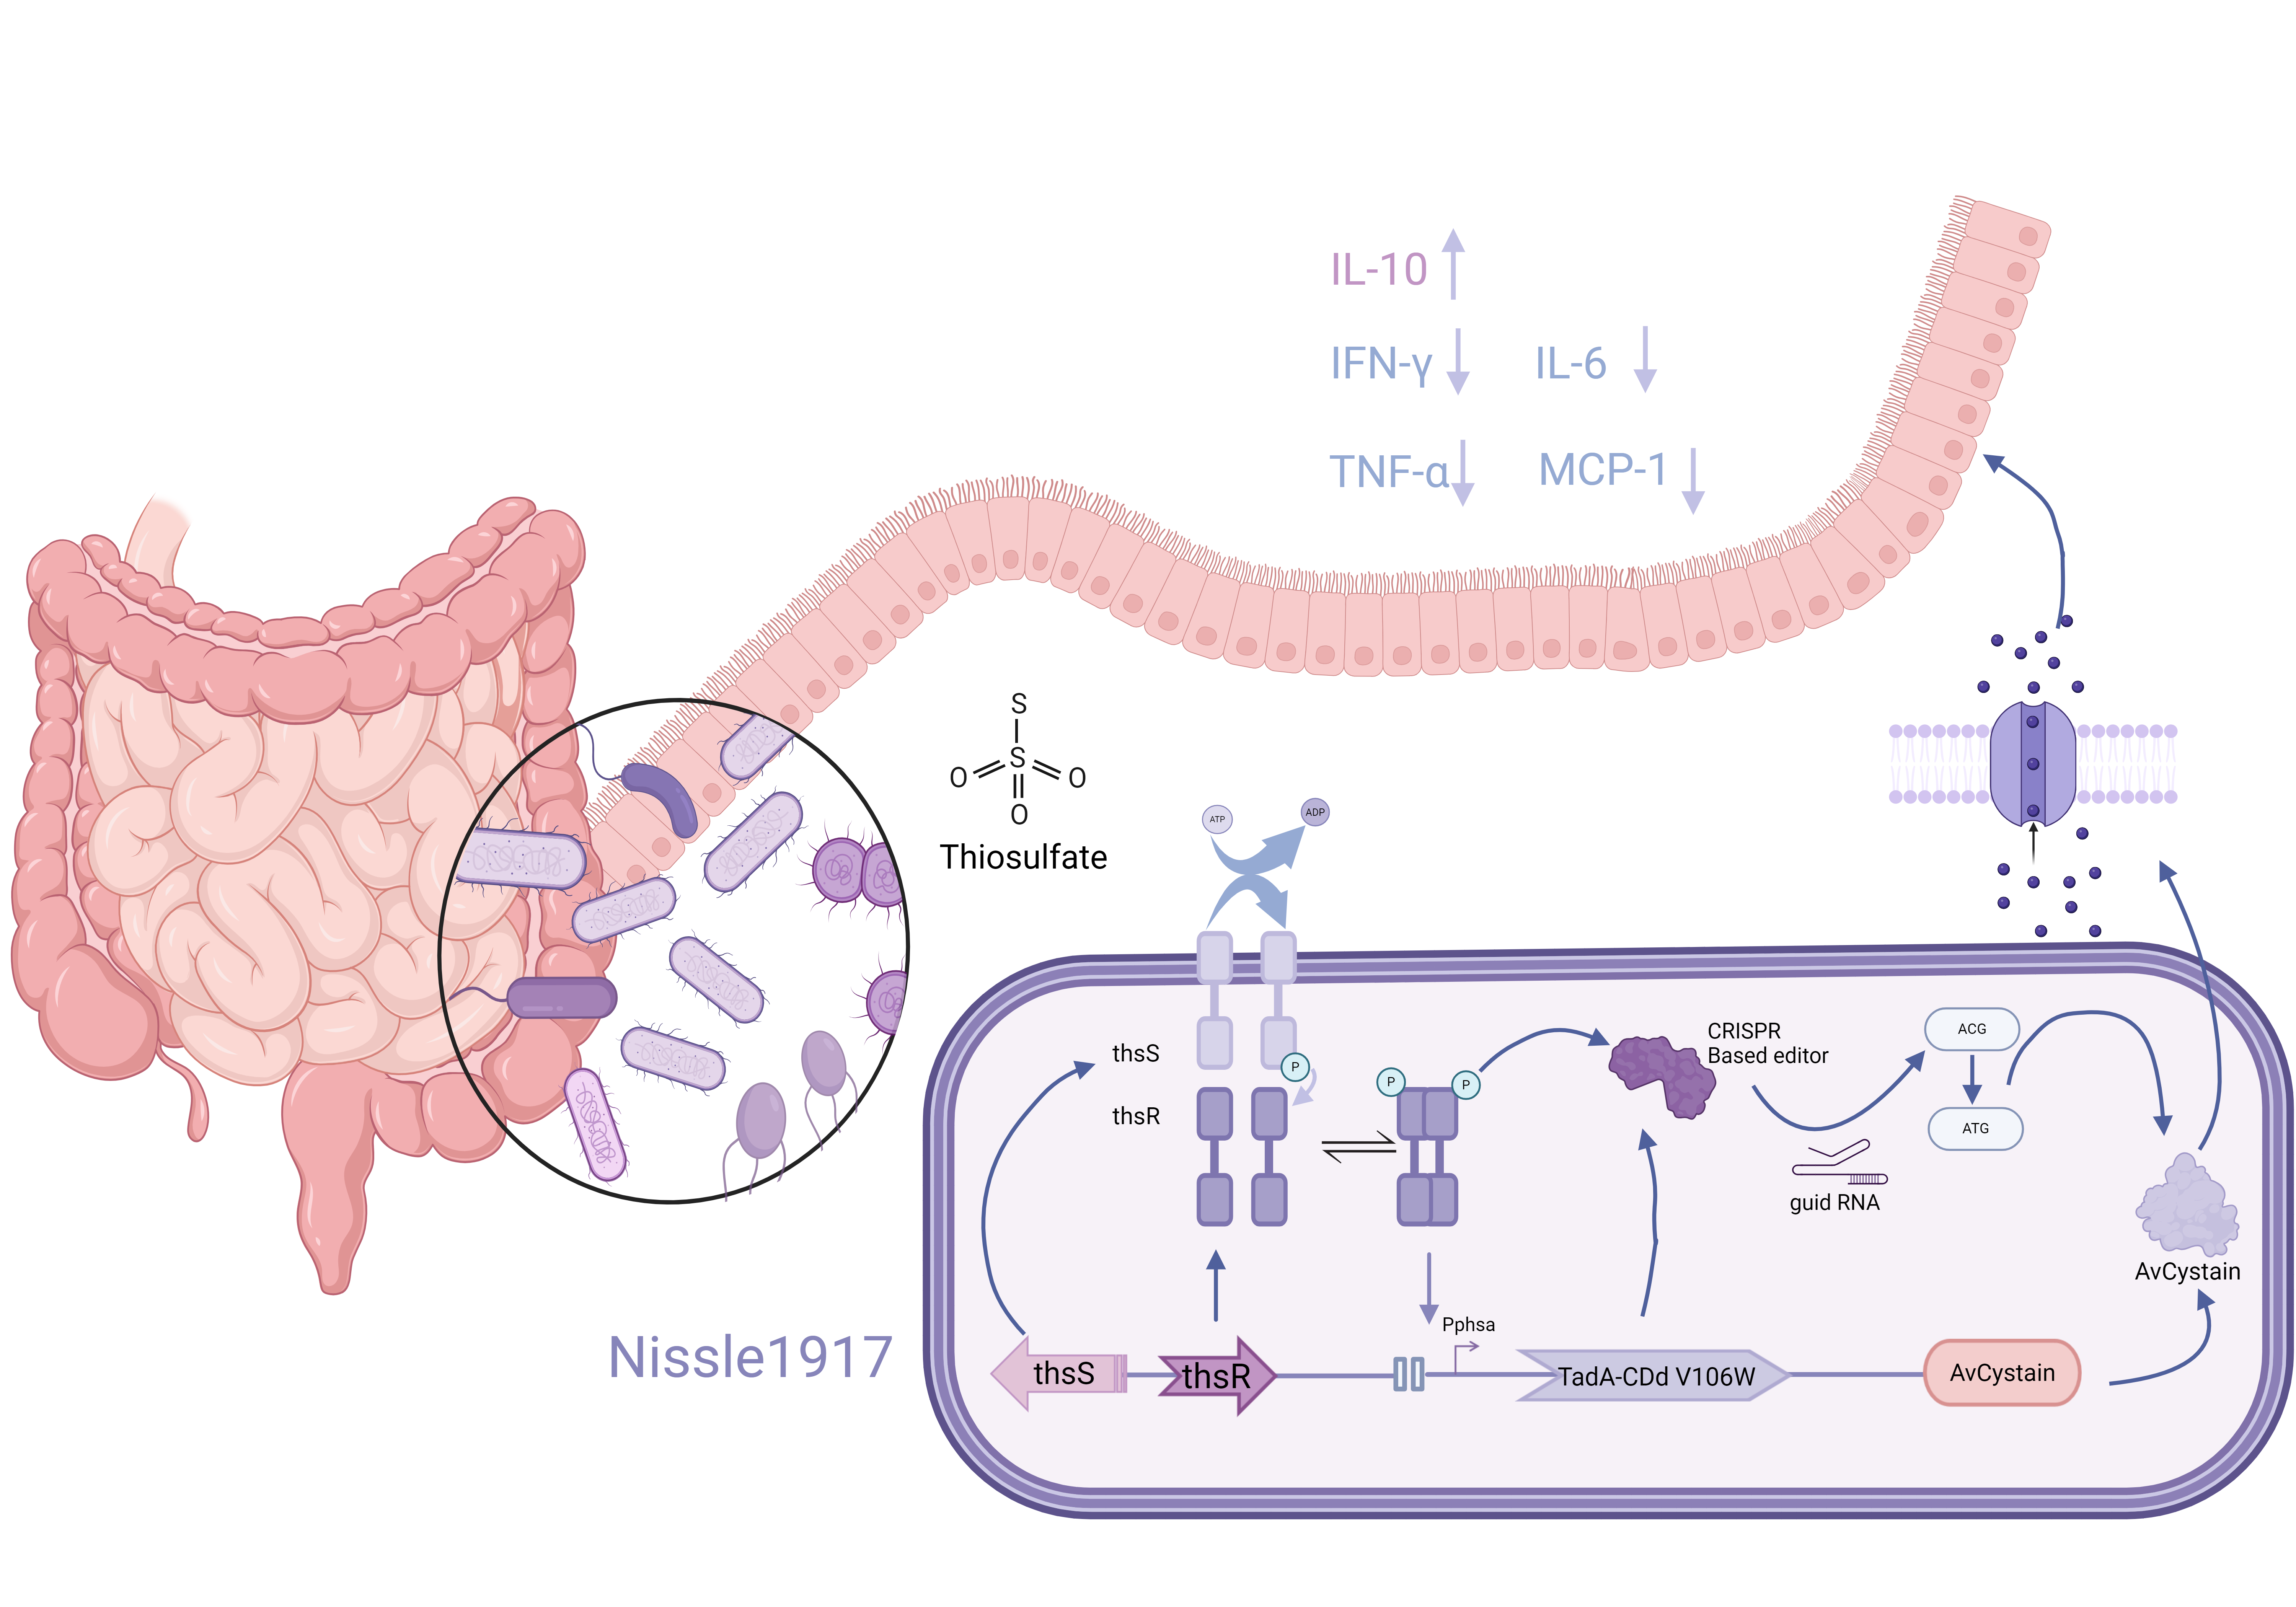 IL-10
IFN-γ
IL-6
TNF-α
MCP-1
S
S
O
O
O
Thiosulfate
ATP
ADP
thsS
thsR
P
P
P
CRISPR
Based editor
ACG
ATG
guid RNA
AvCystain
Nissle1917
Pphsa
thsS
thsR
TadA-CDd V106W
AvCystain